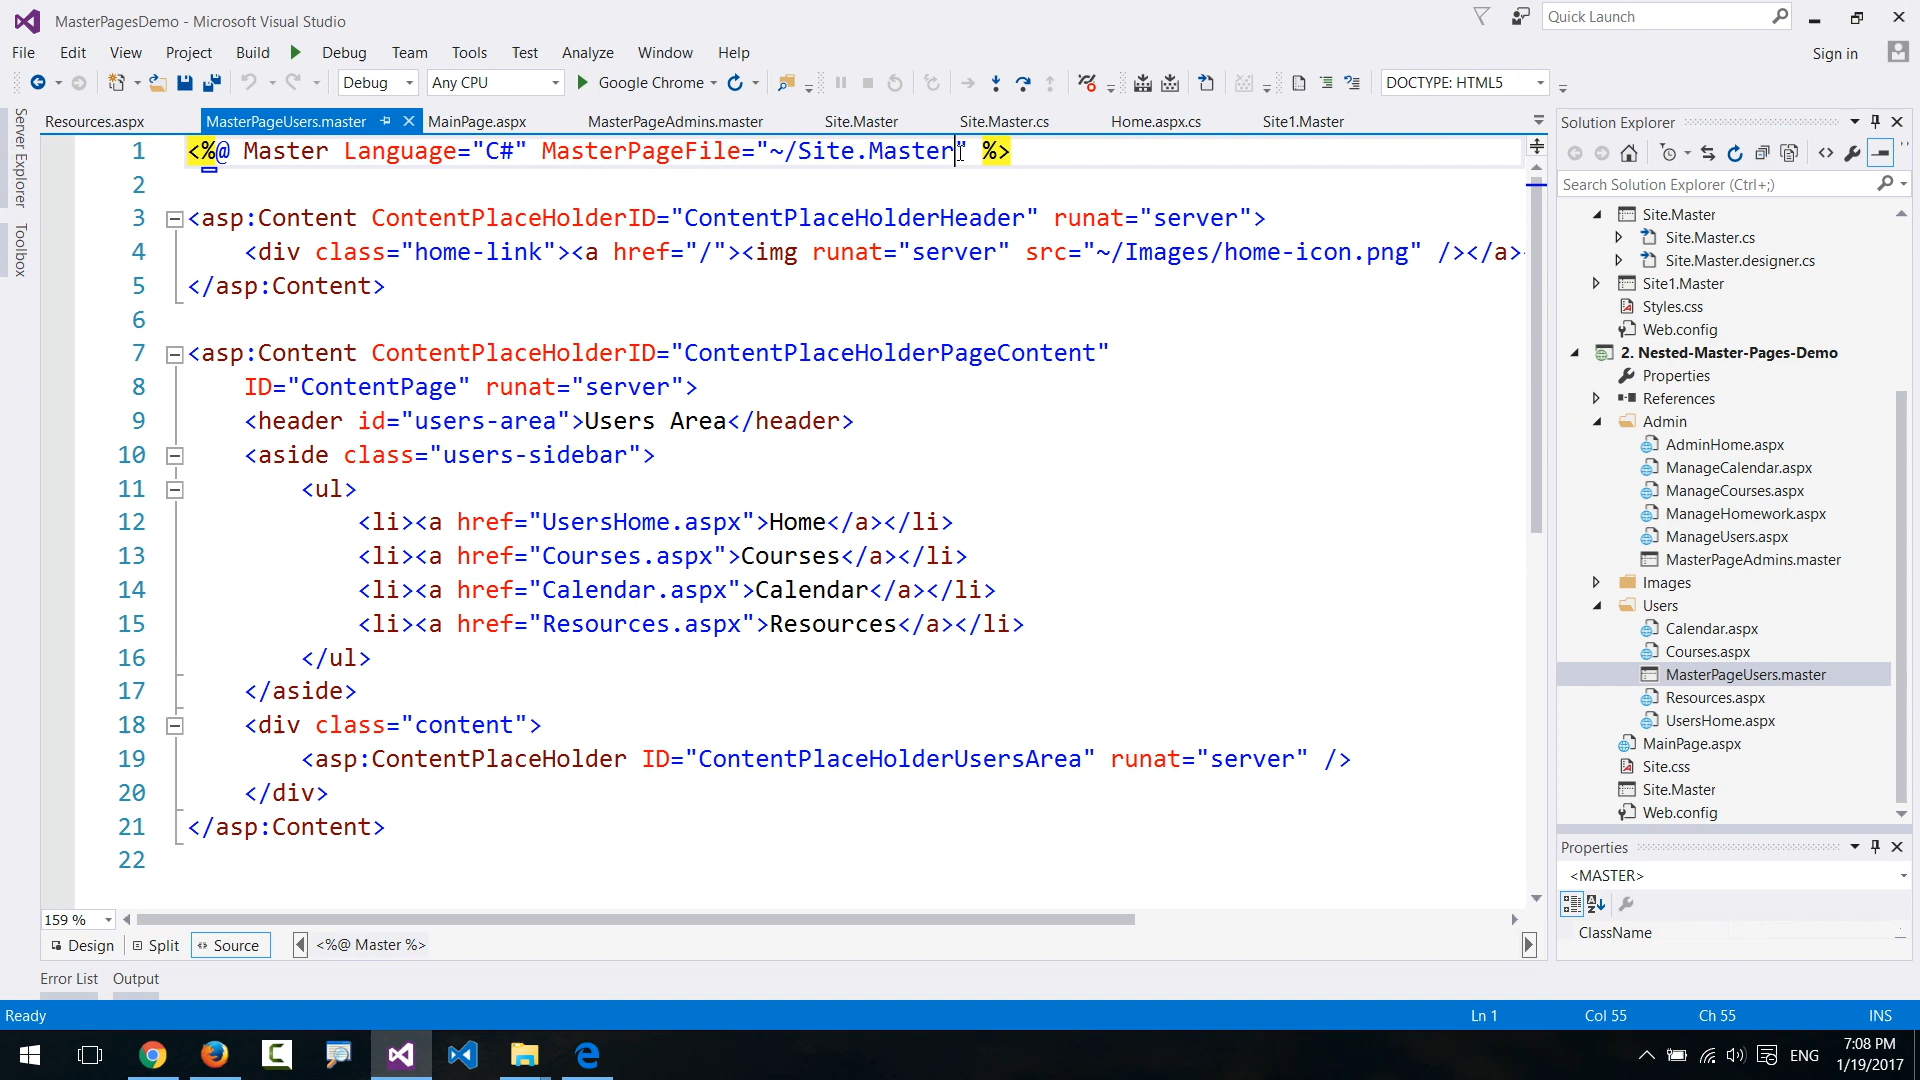 MasterPagesDemo - Microsoft Visual Studio
Quick Launch
File Edit View Project Build Debug Team Tools Test Analyze Window Help
Sign in
Debug Any CPU Google Chrome DOCTYPE: HTML5
Server Explorer
Toolbox
Resources.aspx MasterPageUsers.master MainPage.aspx MasterPageAdmins.master Site.Master Site.Master.cs Home.aspx.cs Site1.Master
1 <%@ Master Language="C#" MasterPageFile="~/Site.Master" %>
2
3 <asp:Content ContentPlaceHolderID="ContentPlaceHolderHeader" runat="server">
4 <div class="home-link"><a href="/"><img runat="server" src="~/Images/home-icon.png" /></a>
5 </asp:Content>
6
7 <asp:Content ContentPlaceHolderID="ContentPlaceHolderPageContent"
8 ID="ContentPage" runat="server">
9 <header id="users-area">Users Area</header>
10 <aside class="users-sidebar">
11 <ul>
12 <li><a href="UsersHome.aspx">Home</a></li>
13 <li><a href="Courses.aspx">Courses</a></li>
14 <li><a href="Calendar.aspx">Calendar</a></li>
15 <li><a href="Resources.aspx">Resources</a></li>
16 </ul>
17 </aside>
18 <div class="content">
19 <asp:ContentPlaceHolder ID="ContentPlaceHolderUsersArea" runat="server" />
20 </div>
21 </asp:Content>
22
159 %
Design Split Source <%@ Master %>
Error List Output
Solution Explorer
Search Solution Explorer (Ctrl+;)
Site.Master
Site.Master.cs
Site.Master.designer.cs
Site1.Master
Styles.css
Web.config
2. Nested-Master-Pages-Demo
Properties
References
Admin
AdminHome.aspx
ManageCalendar.aspx
ManageCourses.aspx
ManageHomework.aspx
ManageUsers.aspx
MasterPageAdmins.master
Images
Users
Calendar.aspx
Courses.aspx
MasterPageUsers.master
Resources.aspx
UsersHome.aspx
MainPage.aspx
Site.css
Site.Master
Web.config
Properties
<MASTER>
ClassName
Ready Ln 1 Col 55 Ch 55 INS
ENG
7:08 PM
1/19/2017